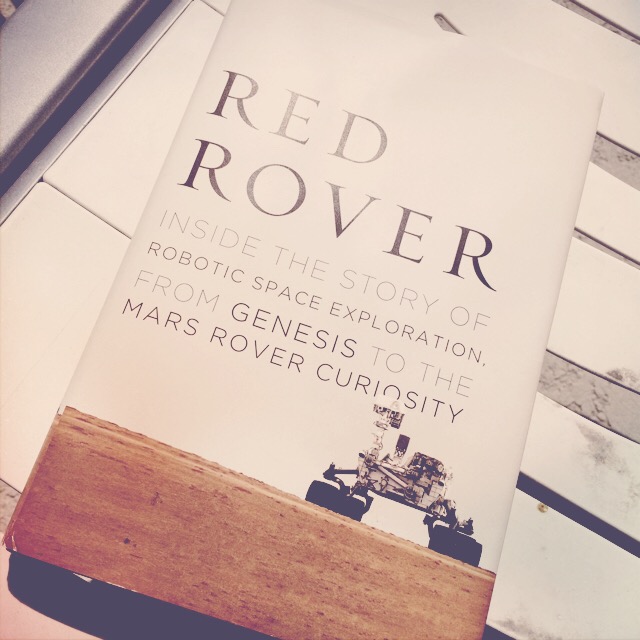 RED
ROVER
INSIDE THE STORY OF
ROBOTIC SPACE EXPLORATION,
FROM GENESIS TO THE
MARS ROVER CURIOSITY